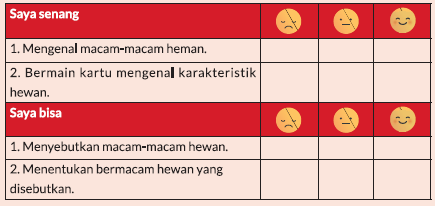 Saya senang
1. Mengenal macam-macam heman.
2. Bermain kartu mengenal karakteristik
hewan.
Saya bisa
1. Menyebutkan macam-macam hewan.
2. Menentukan bermacam hewan yang
disebutkan.